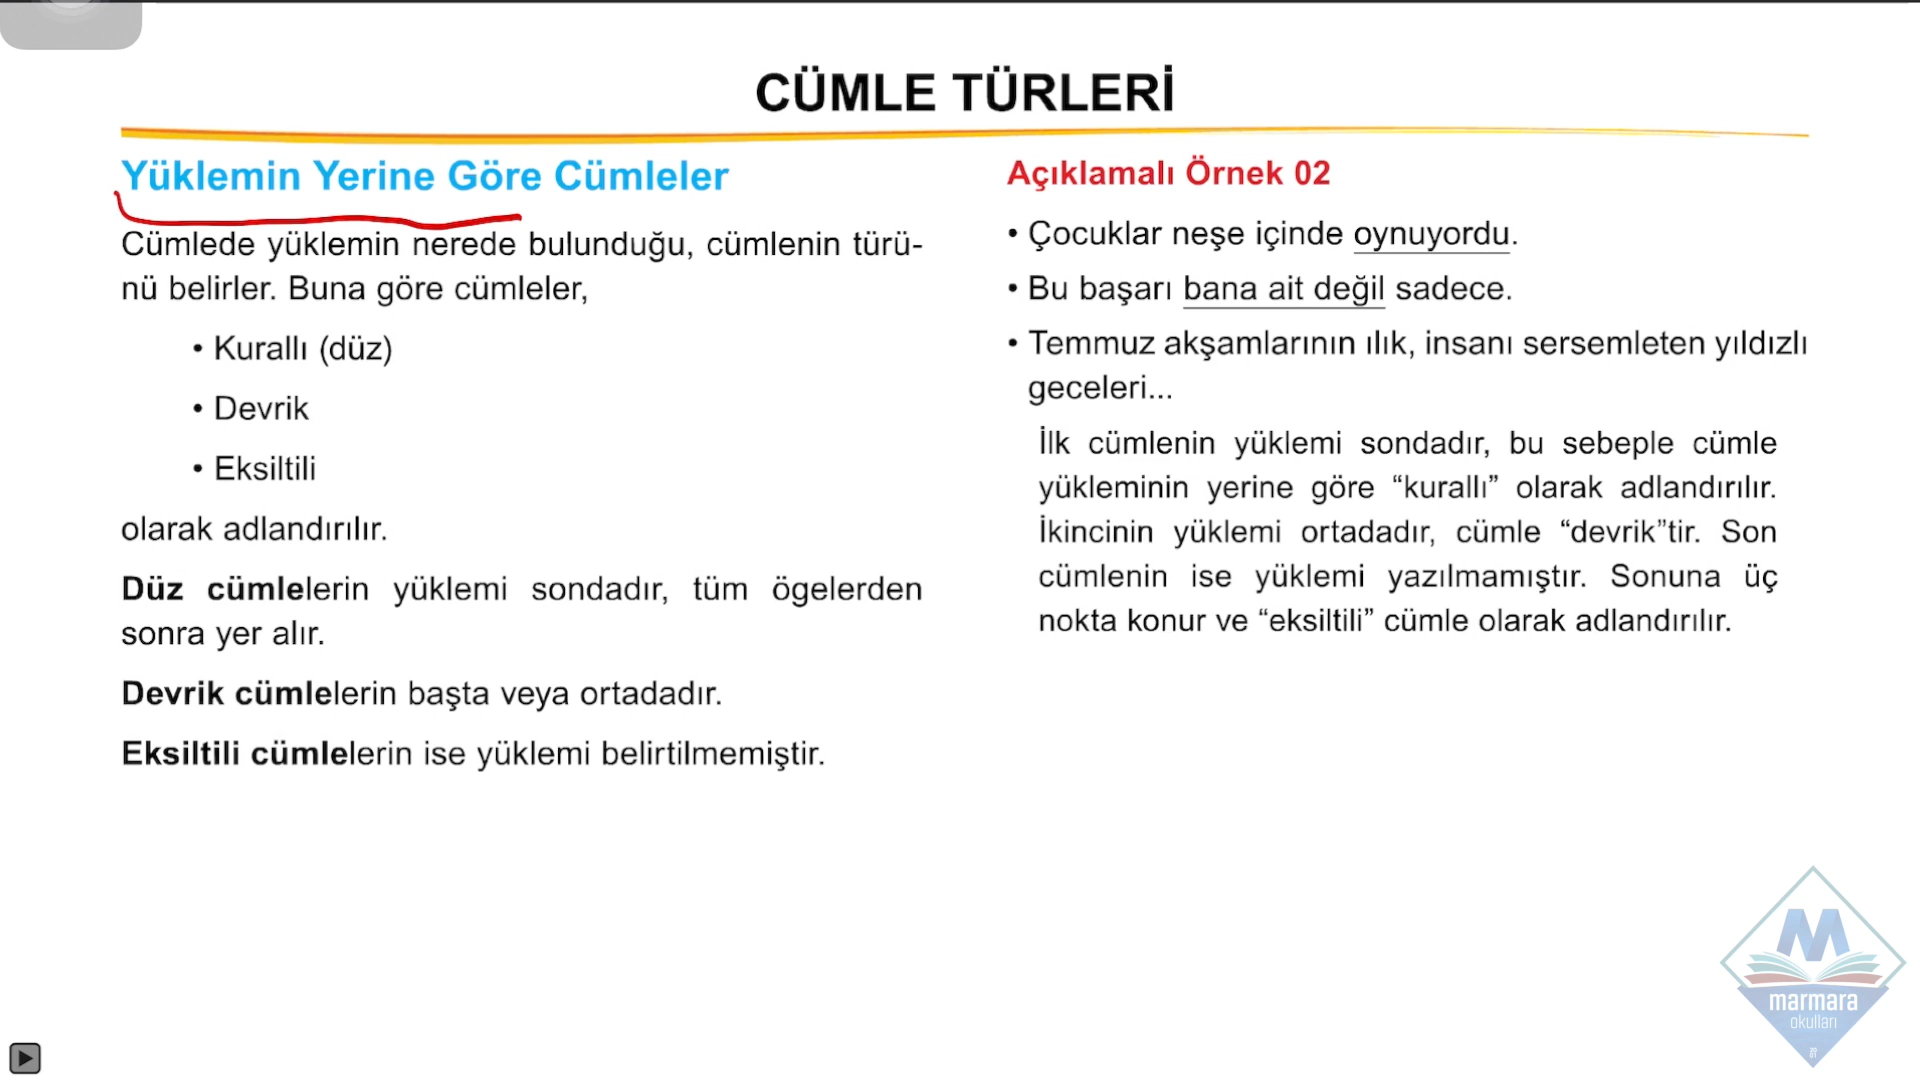 CÜMLE TÜRLERİ
Yüklemin Yerine Göre Cümleler
Cümlede yüklemin nerede bulunduğu, cümlenin türü-
nü belirler. Buna göre cümleler,
• Kurallı (düz)
• Devrik
• Eksiltili
olarak adlandırılır.
Düz cümlelerin yüklemi sondadır, tüm ögelerden
sonra yer alır.
Devrik cümlelerin başta veya ortadadır.
Eksiltili cümlelerin ise yüklemi belirtilmemiştir.
Açıklamalı Örnek 02
• Çocuklar neşe içinde oynuyordu.
• Bu başarı bana ait değil sadece.
• Temmuz akşamlarının ılık, insanı sersemleten yıldızlı
geceleri...
İlk cümlenin yüklemi sondadır, bu sebeple cümle
yükleminin yerine göre “kurallı” olarak adlandırılır.
İkincinin yüklemi ortadadır, cümle “devrik”tir. Son
cümlenin ise yüklemi yazılmamıştır. Sonuna üç
nokta konur ve “eksiltili” cümle olarak adlandırılır.
M
marmara
okulları
20
01